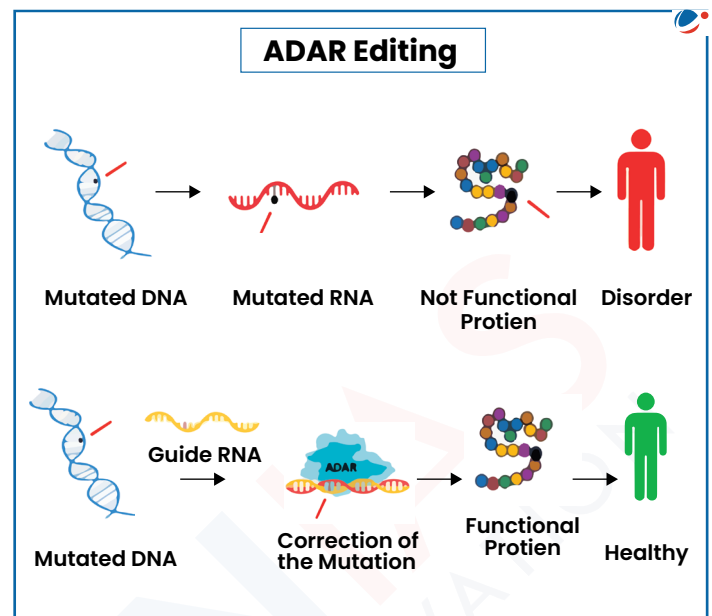 ADAR Editing
Mutated DNA
Mutated RNA
Not Functional
Protien
Disorder
Guide RNA
ADAR
Mutated DNA
Correction of
the Mutation
Functional
Protien
Healthy